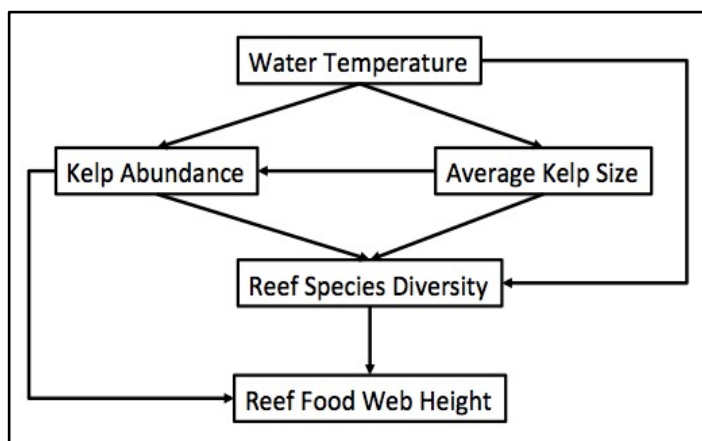 Water Temperature
Kelp Abundance
Average Kelp Size
Reef Species Diversity
Reef Food Web Height